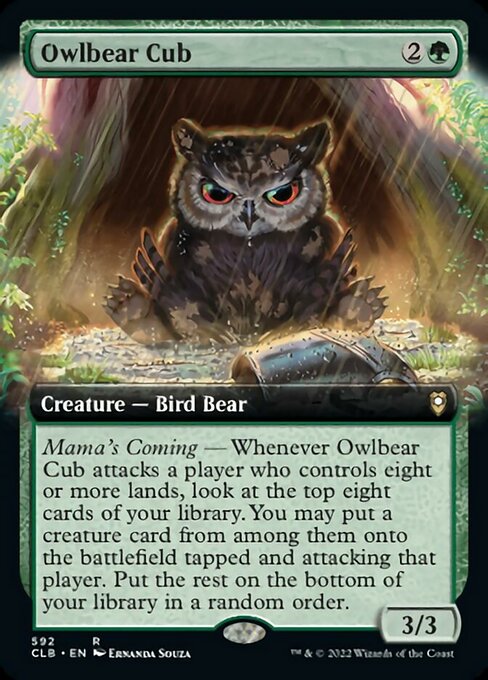 Owlbear Cub 2
Creature — Bird Bear
Mama's Coming — Whenever Owlbear
Cub attacks a player who controls eight
or more lands, look at the top eight
cards of your library. You may put a
creature card from among them onto
the battlefield tapped and attacking that
player. Put the rest on the bottom of
your library in a random order.
3/3
592 R
CLB • EN Ernanda Souza
™ & © 2022 Wizards of the Coast